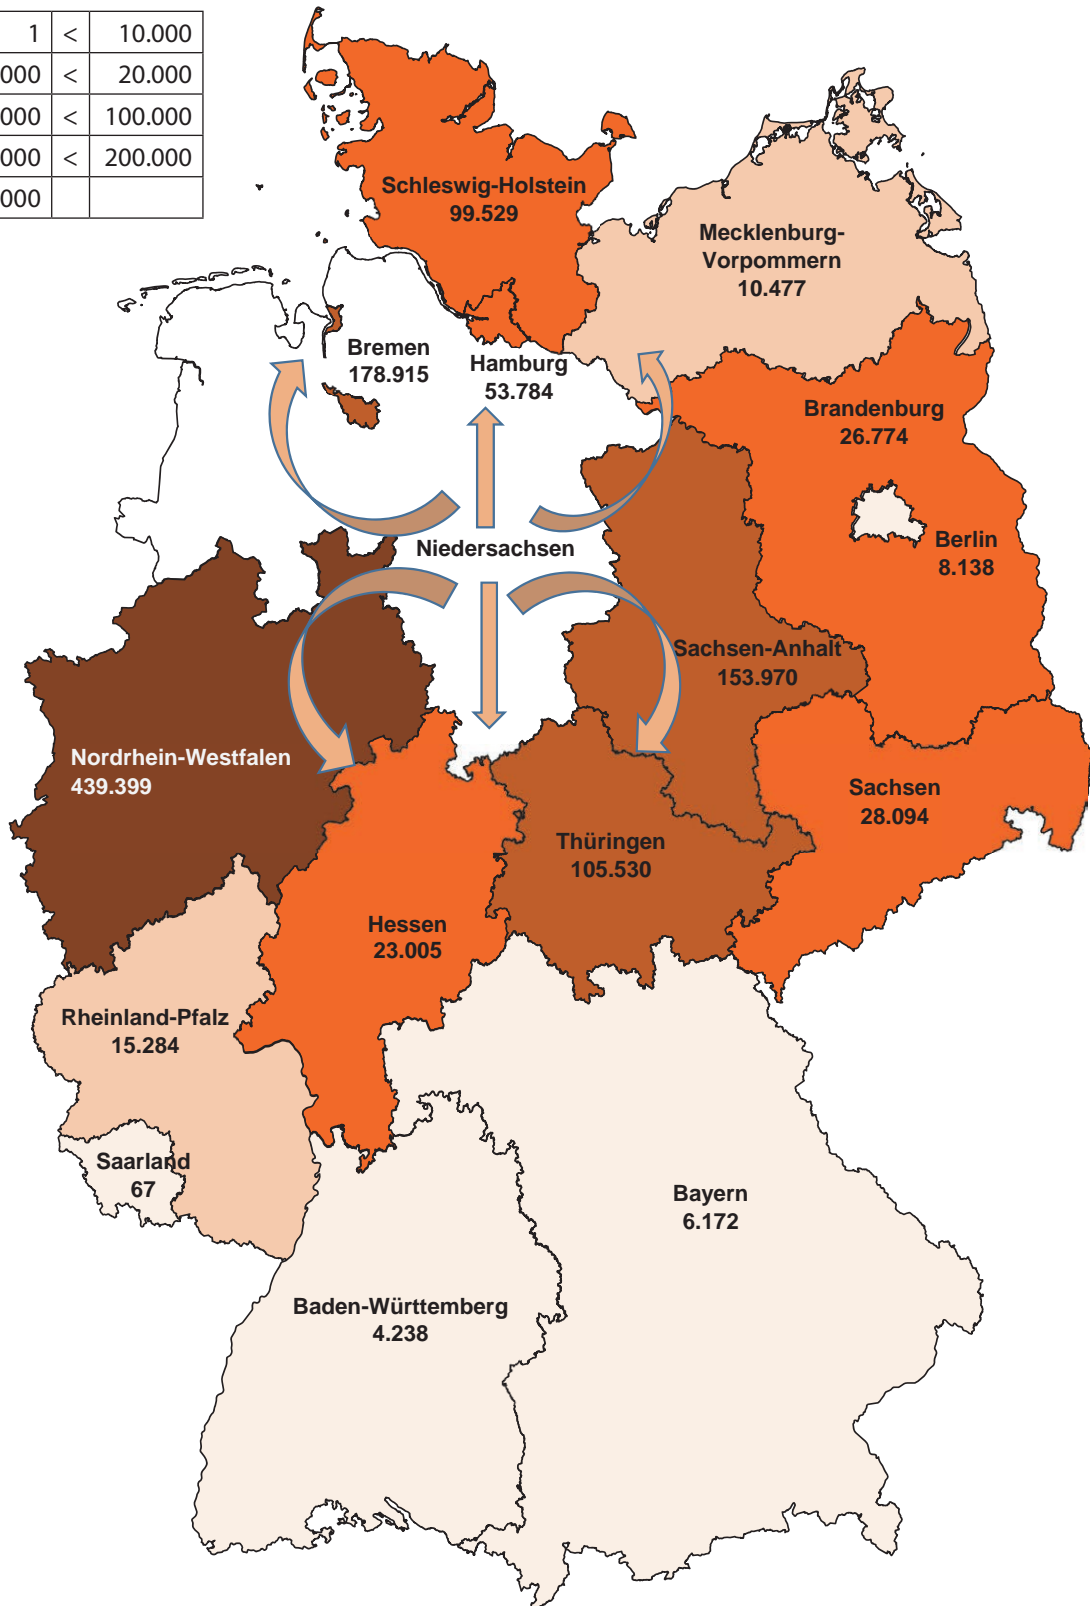 1 < 10.000
000 < 20.000
000 < 100.000
000 < 200.000
000
Schleswig-Holstein
99.529
Mecklenburg-
Vorpommern
10.477
Bremen
178.915
Hamburg
53.784
Brandenburg
26.774
Berlin
8.138
Niedersachsen
Sachsen-Anhalt
153.970
Nordrhein-Westfalen
439.399
Sachsen
28.094
Thüringen
105.530
Hessen
23.005
Rheinland-Pfalz
15.284
Saarland
67
Bayern
6.172
Baden-Württemberg
4.238